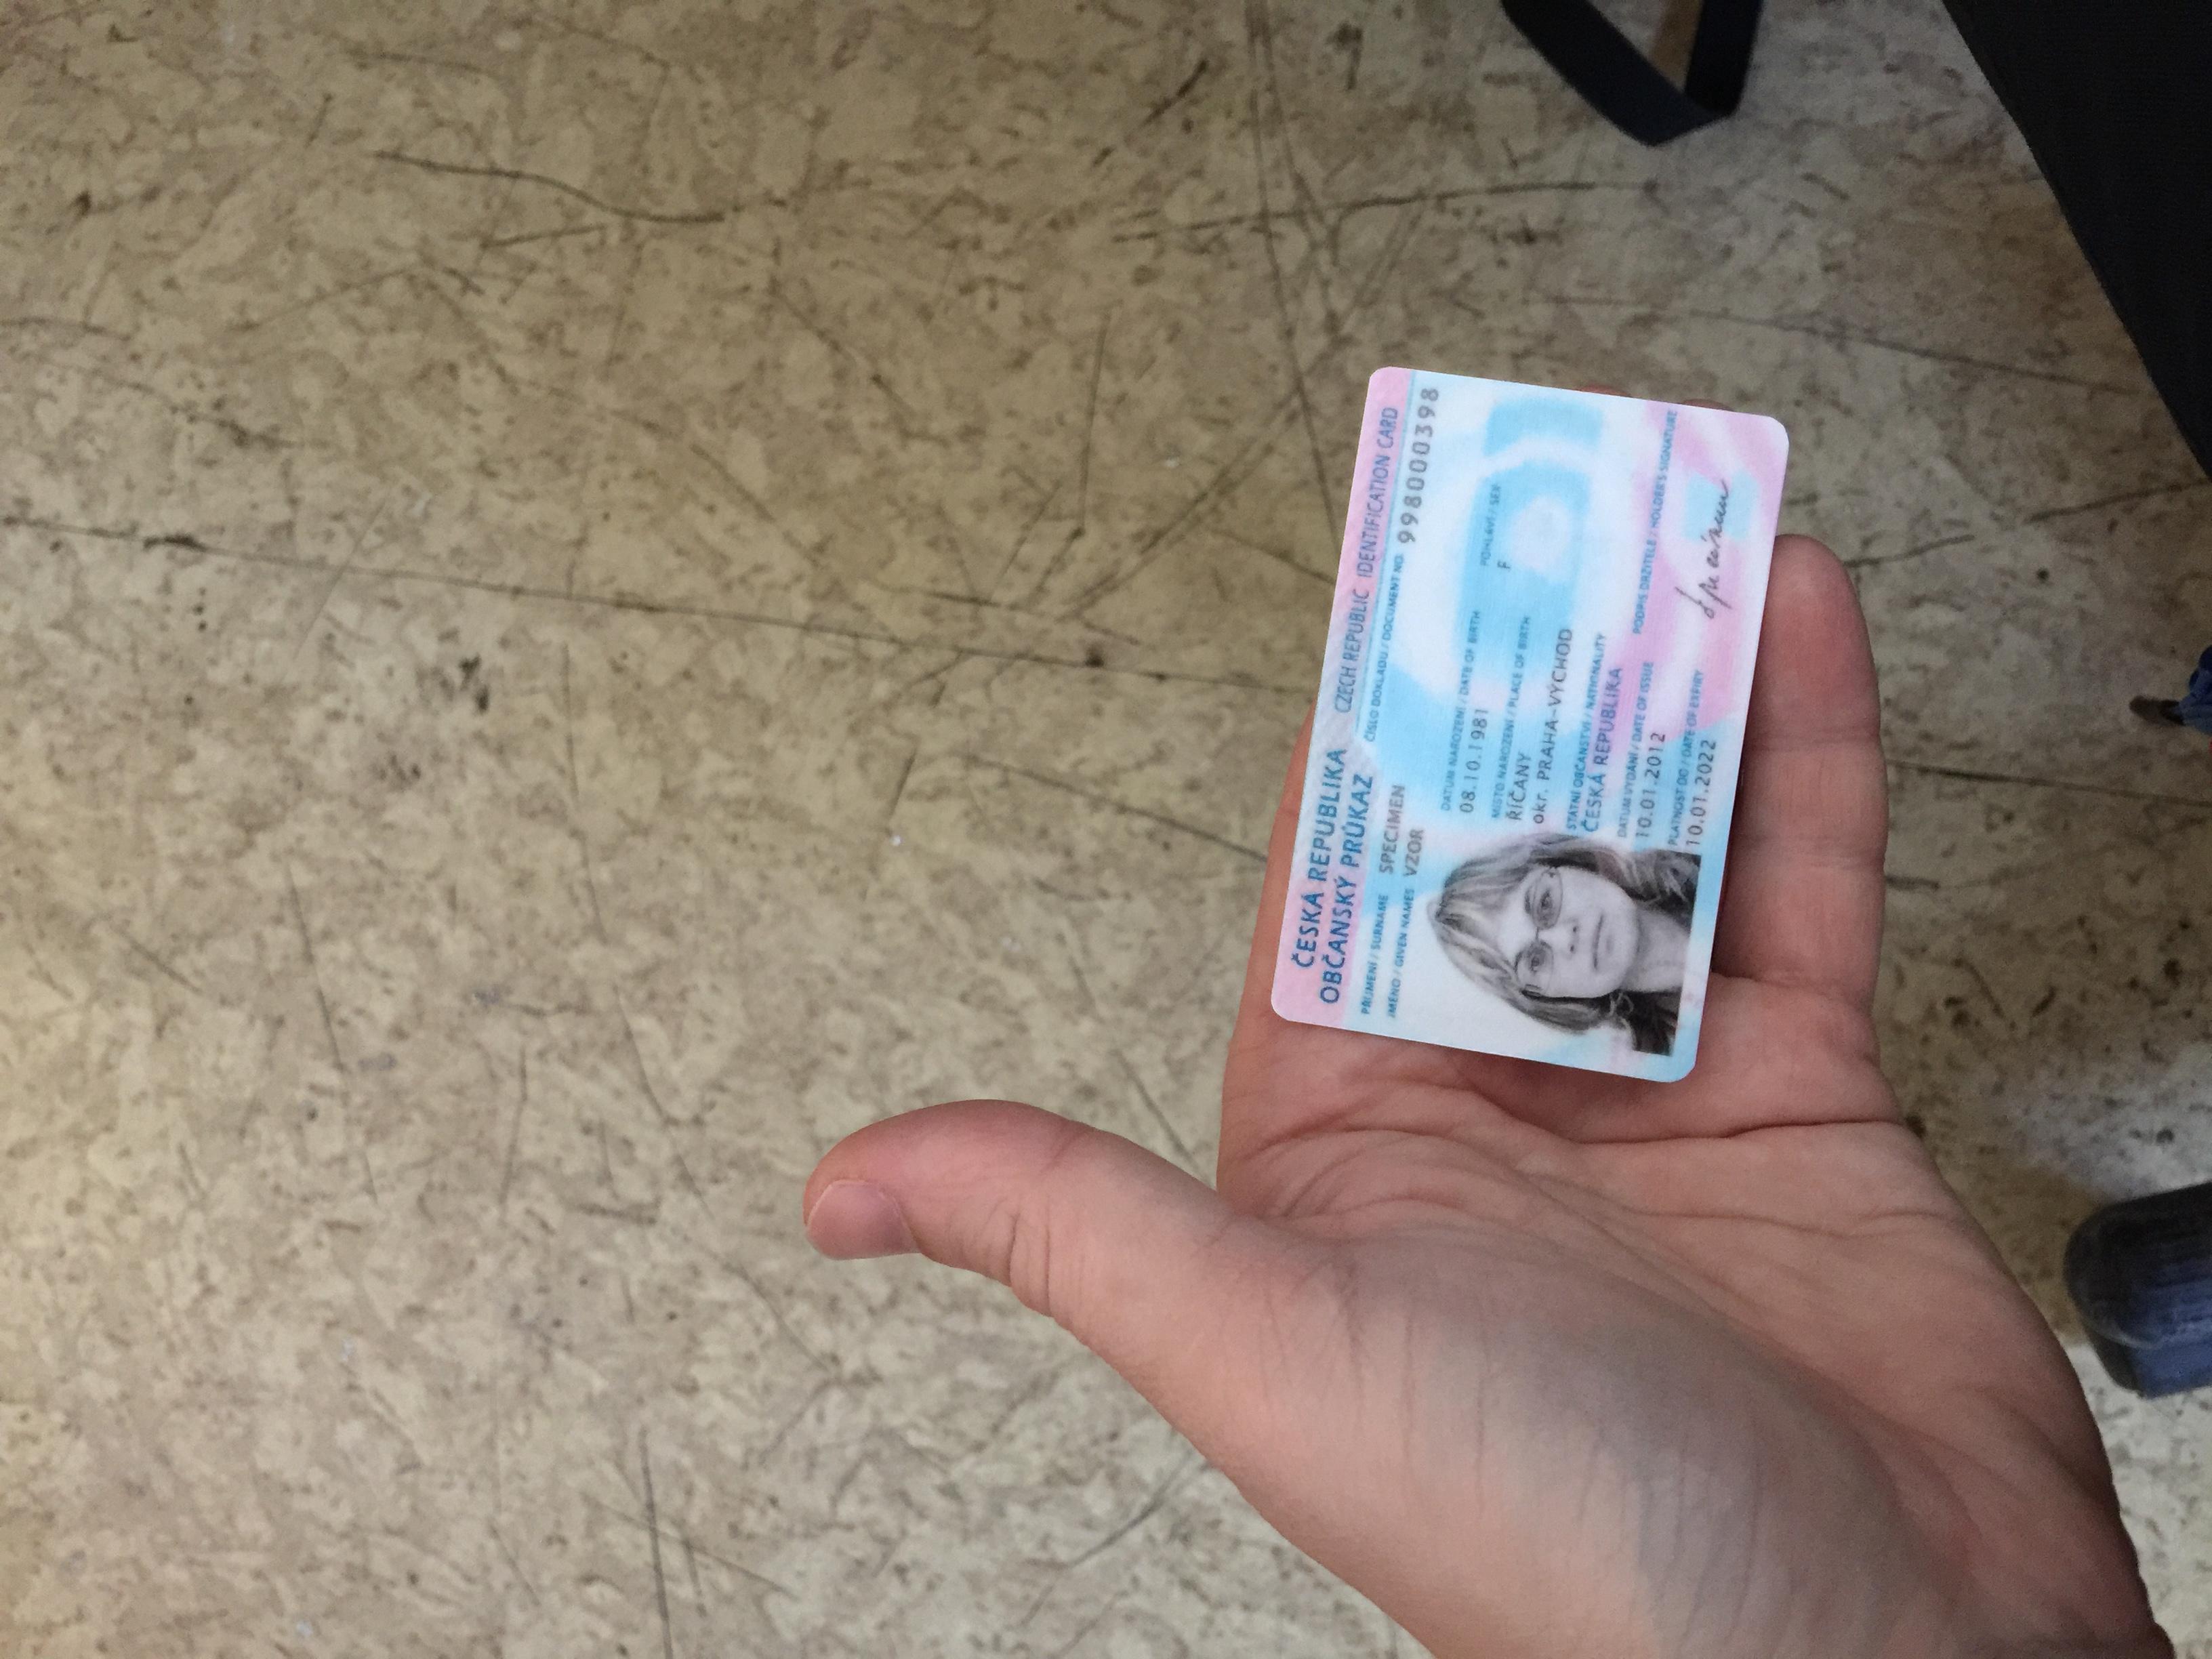 ČESKÁ REPUBLIKA
OBČANSKÝ PRŮKAZ
CZECH REPUBLIC IDENTIFICATION CARD
PŘÍJMENÍ / SURNAME SPECIMEN
ČÍSLO DOKLADU / DOCUMENT NO. 998000398
JMÉNO / GIVEN NAMES VZOR
DATUM NAROZENÍ / DATE OF BIRTH
08.10.1981
POHLAVÍ / SEX
F
MÍSTO NAROZENÍ / PLACE OF BIRTH
ŘÍČANY
okr. PRAHA-VÝCHOD
STÁTNÍ OBČANSTVÍ / NATIONALITY
ČESKÁ REPUBLIKA
DATUM VYDÁNÍ / DATE OF ISSUE
10.01.2012
PODPIS DRŽITELE / HOLDER'S SIGNATURE
PLATNOST DO / DATE OF EXPIRY
10.01.2022
Specimen